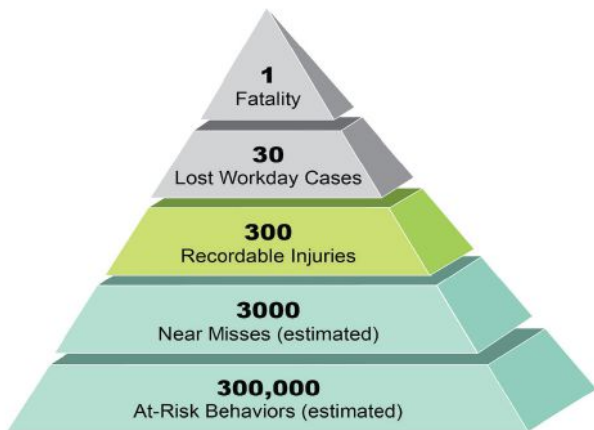 1
Fatality
30
Lost Workday Cases
300
Recordable Injuries
3000
Near Misses (estimated)
300,000
At-Risk Behaviors (estimated)